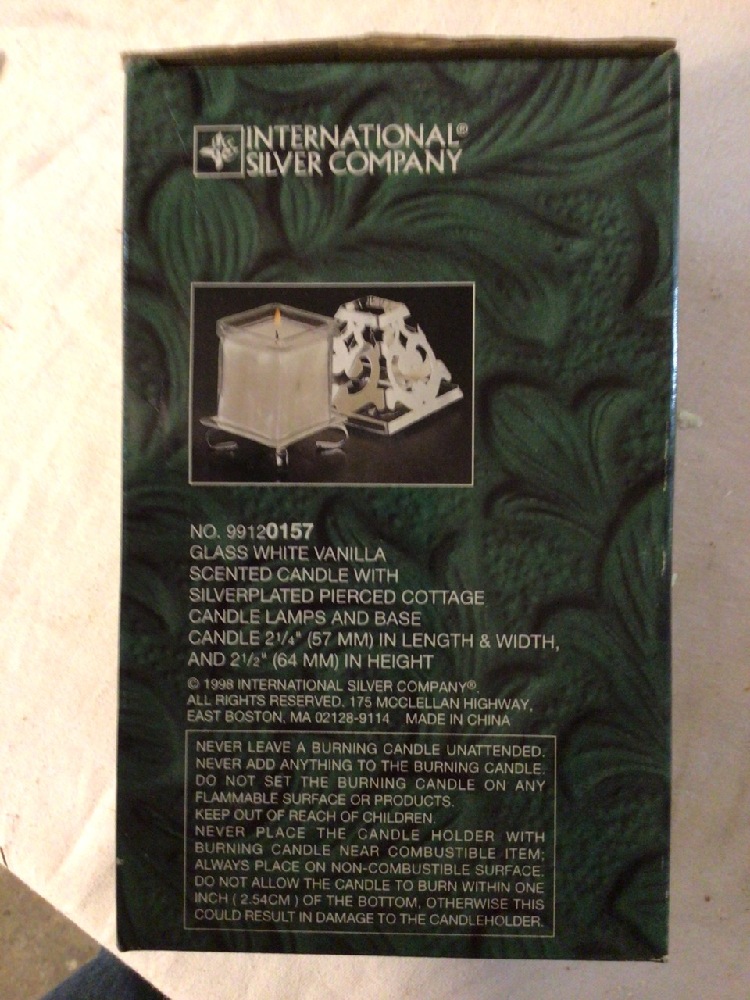 INTERNATIONAL®
SILVER COMPANY
NO. 99120157
GLASS WHITE VANILLA
SCENTED CANDLE WITH
SILVERPLATED PIERCED COTTAGE
CANDLE LAMPS AND BASE
CANDLE 2 1/4" (57 MM) IN LENGTH & WIDTH,
AND 2 1/2" (64 MM) IN HEIGHT
© 1998 INTERNATIONAL SILVER COMPANY®.
ALL RIGHTS RESERVED. 175 MCCLELLAN HIGHWAY,
EAST BOSTON, MA 02128-9114 MADE IN CHINA
NEVER LEAVE A BURNING CANDLE UNATTENDED.
NEVER ADD ANYTHING TO THE BURNING CANDLE.
DO NOT SET THE BURNING CANDLE ON ANY
FLAMMABLE SURFACE OR PRODUCTS.
KEEP OUT OF REACH OF CHILDREN.
NEVER PLACE THE CANDLE HOLDER WITH
BURNING CANDLE NEAR COMBUSTIBLE ITEM;
ALWAYS PLACE ON NON-COMBUSTIBLE SURFACE.
DO NOT ALLOW THE CANDLE TO BURN WITHIN ONE
INCH ( 2.54CM ) OF THE BOTTOM, OTHERWISE THIS
COULD RESULT IN DAMAGE TO THE CANDLEHOLDER.